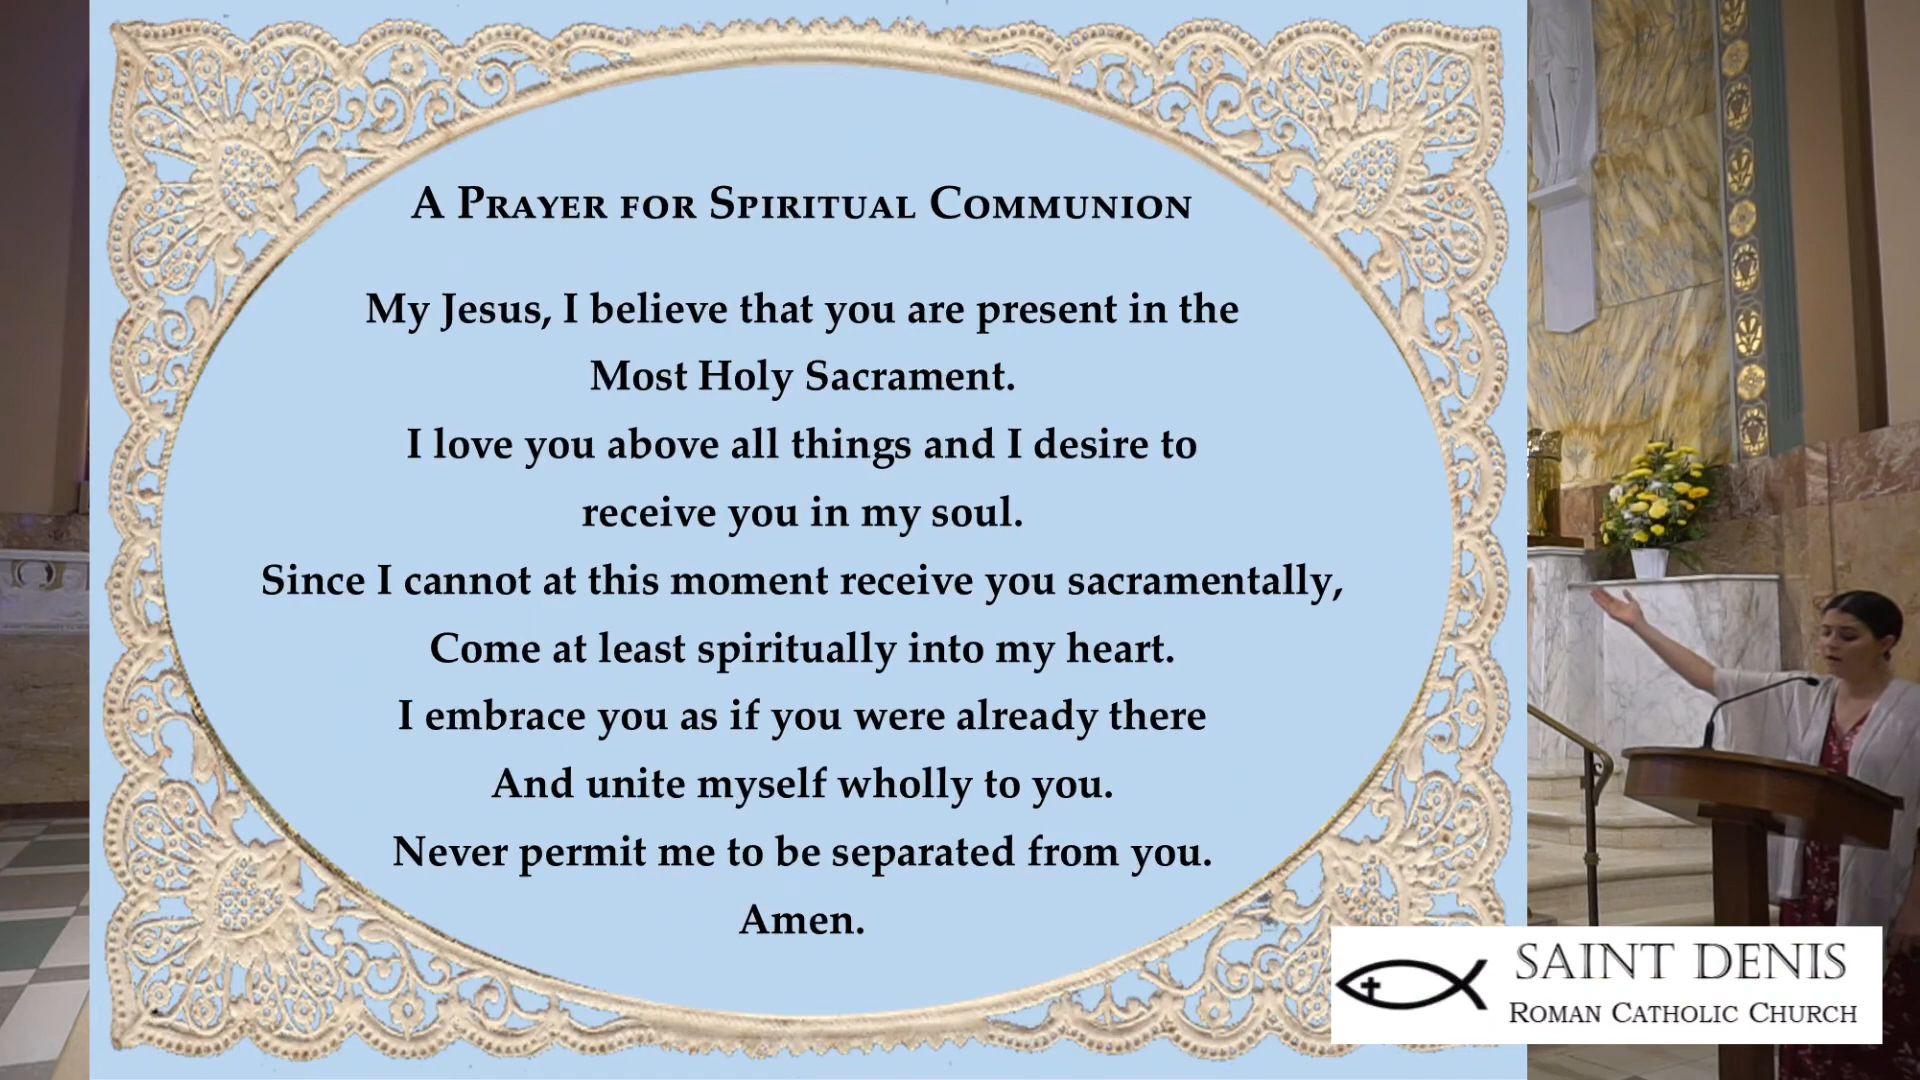 A Prayer for Spiritual Communion
My Jesus, I believe that you are present in the
Most Holy Sacrament.
I love you above all things and I desire to
receive you in my soul.
Since I cannot at this moment receive you sacramentally,
Come at least spiritually into my heart.
I embrace you as if you were already there
And unite myself wholly to you.
Never permit me to be separated from you.
Amen.
SAINT DENIS
ROMAN CATHOLIC CHURCH